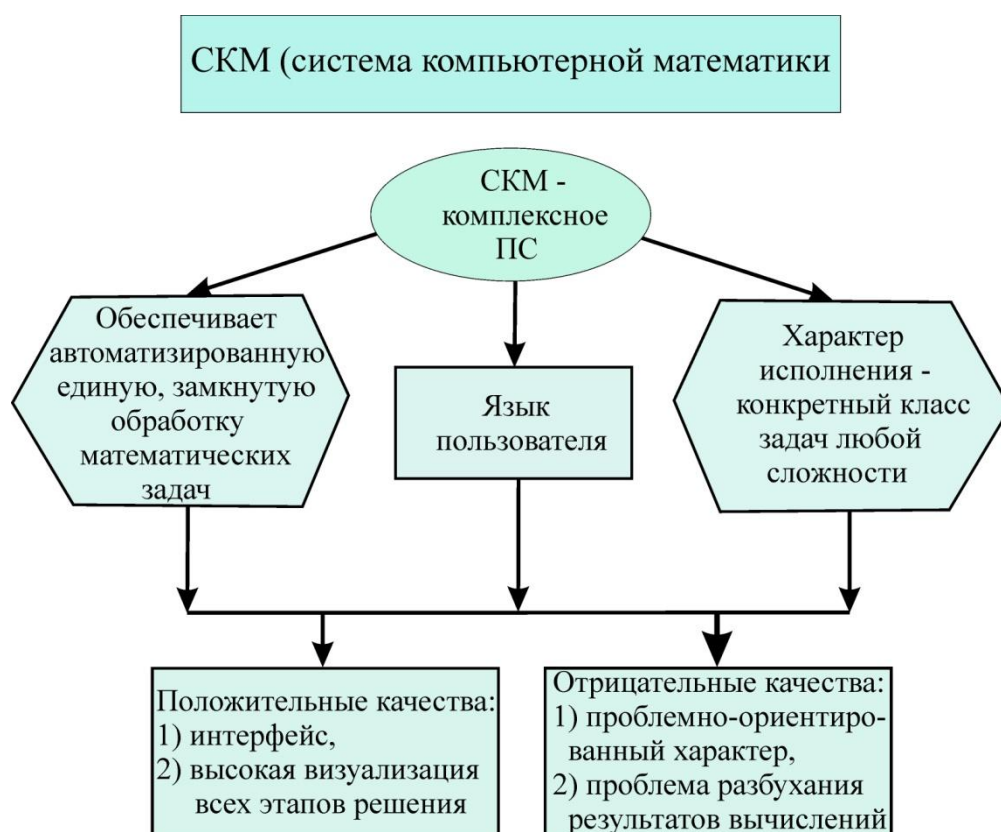 СКМ (система компьютерной математики
СКМ -
комплексное
ПС
Обеспечивает
автоматизированную
единую, замкнутую
обработку
математических
задач
Язык
пользователя
Характер
исполнения -
конкретный класс
задач любой
сложности
Положительные качества:
1) интерфейс,
2) высокая визуализация
всех этапов решения
Отрицательные качества:
1) проблемно-ориентиро-
ванный характер,
2) проблема разбухания
результатов вычислений